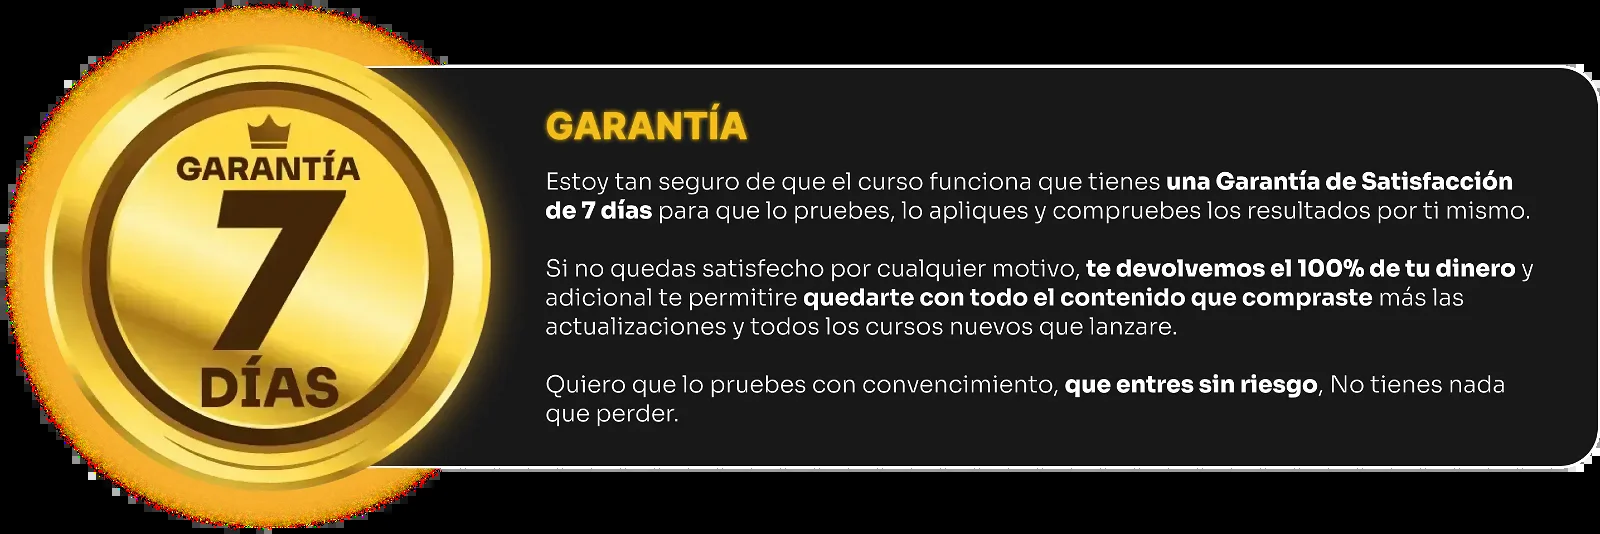 GARANTÍA
7
DÍAS
GARANTÍA
Estoy tan seguro de que el curso funciona que tienes una Garantía de Satisfacción
de 7 días para que lo pruebes, lo apliques y compruebes los resultados por ti mismo.
Si no quedas satisfecho por cualquier motivo, te devolvemos el 100% de tu dinero y
adicional te permitire quedarte con todo el contenido que compraste más las
actualizaciones y todos los cursos nuevos que lanzare.
Quiero que lo pruebes con convencimiento, que entres sin riesgo, No tienes nada
que perder.